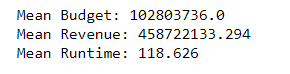 Mean Budget: 102803736.0
Mean Revenue: 458722133.294
Mean Runtime: 118.626